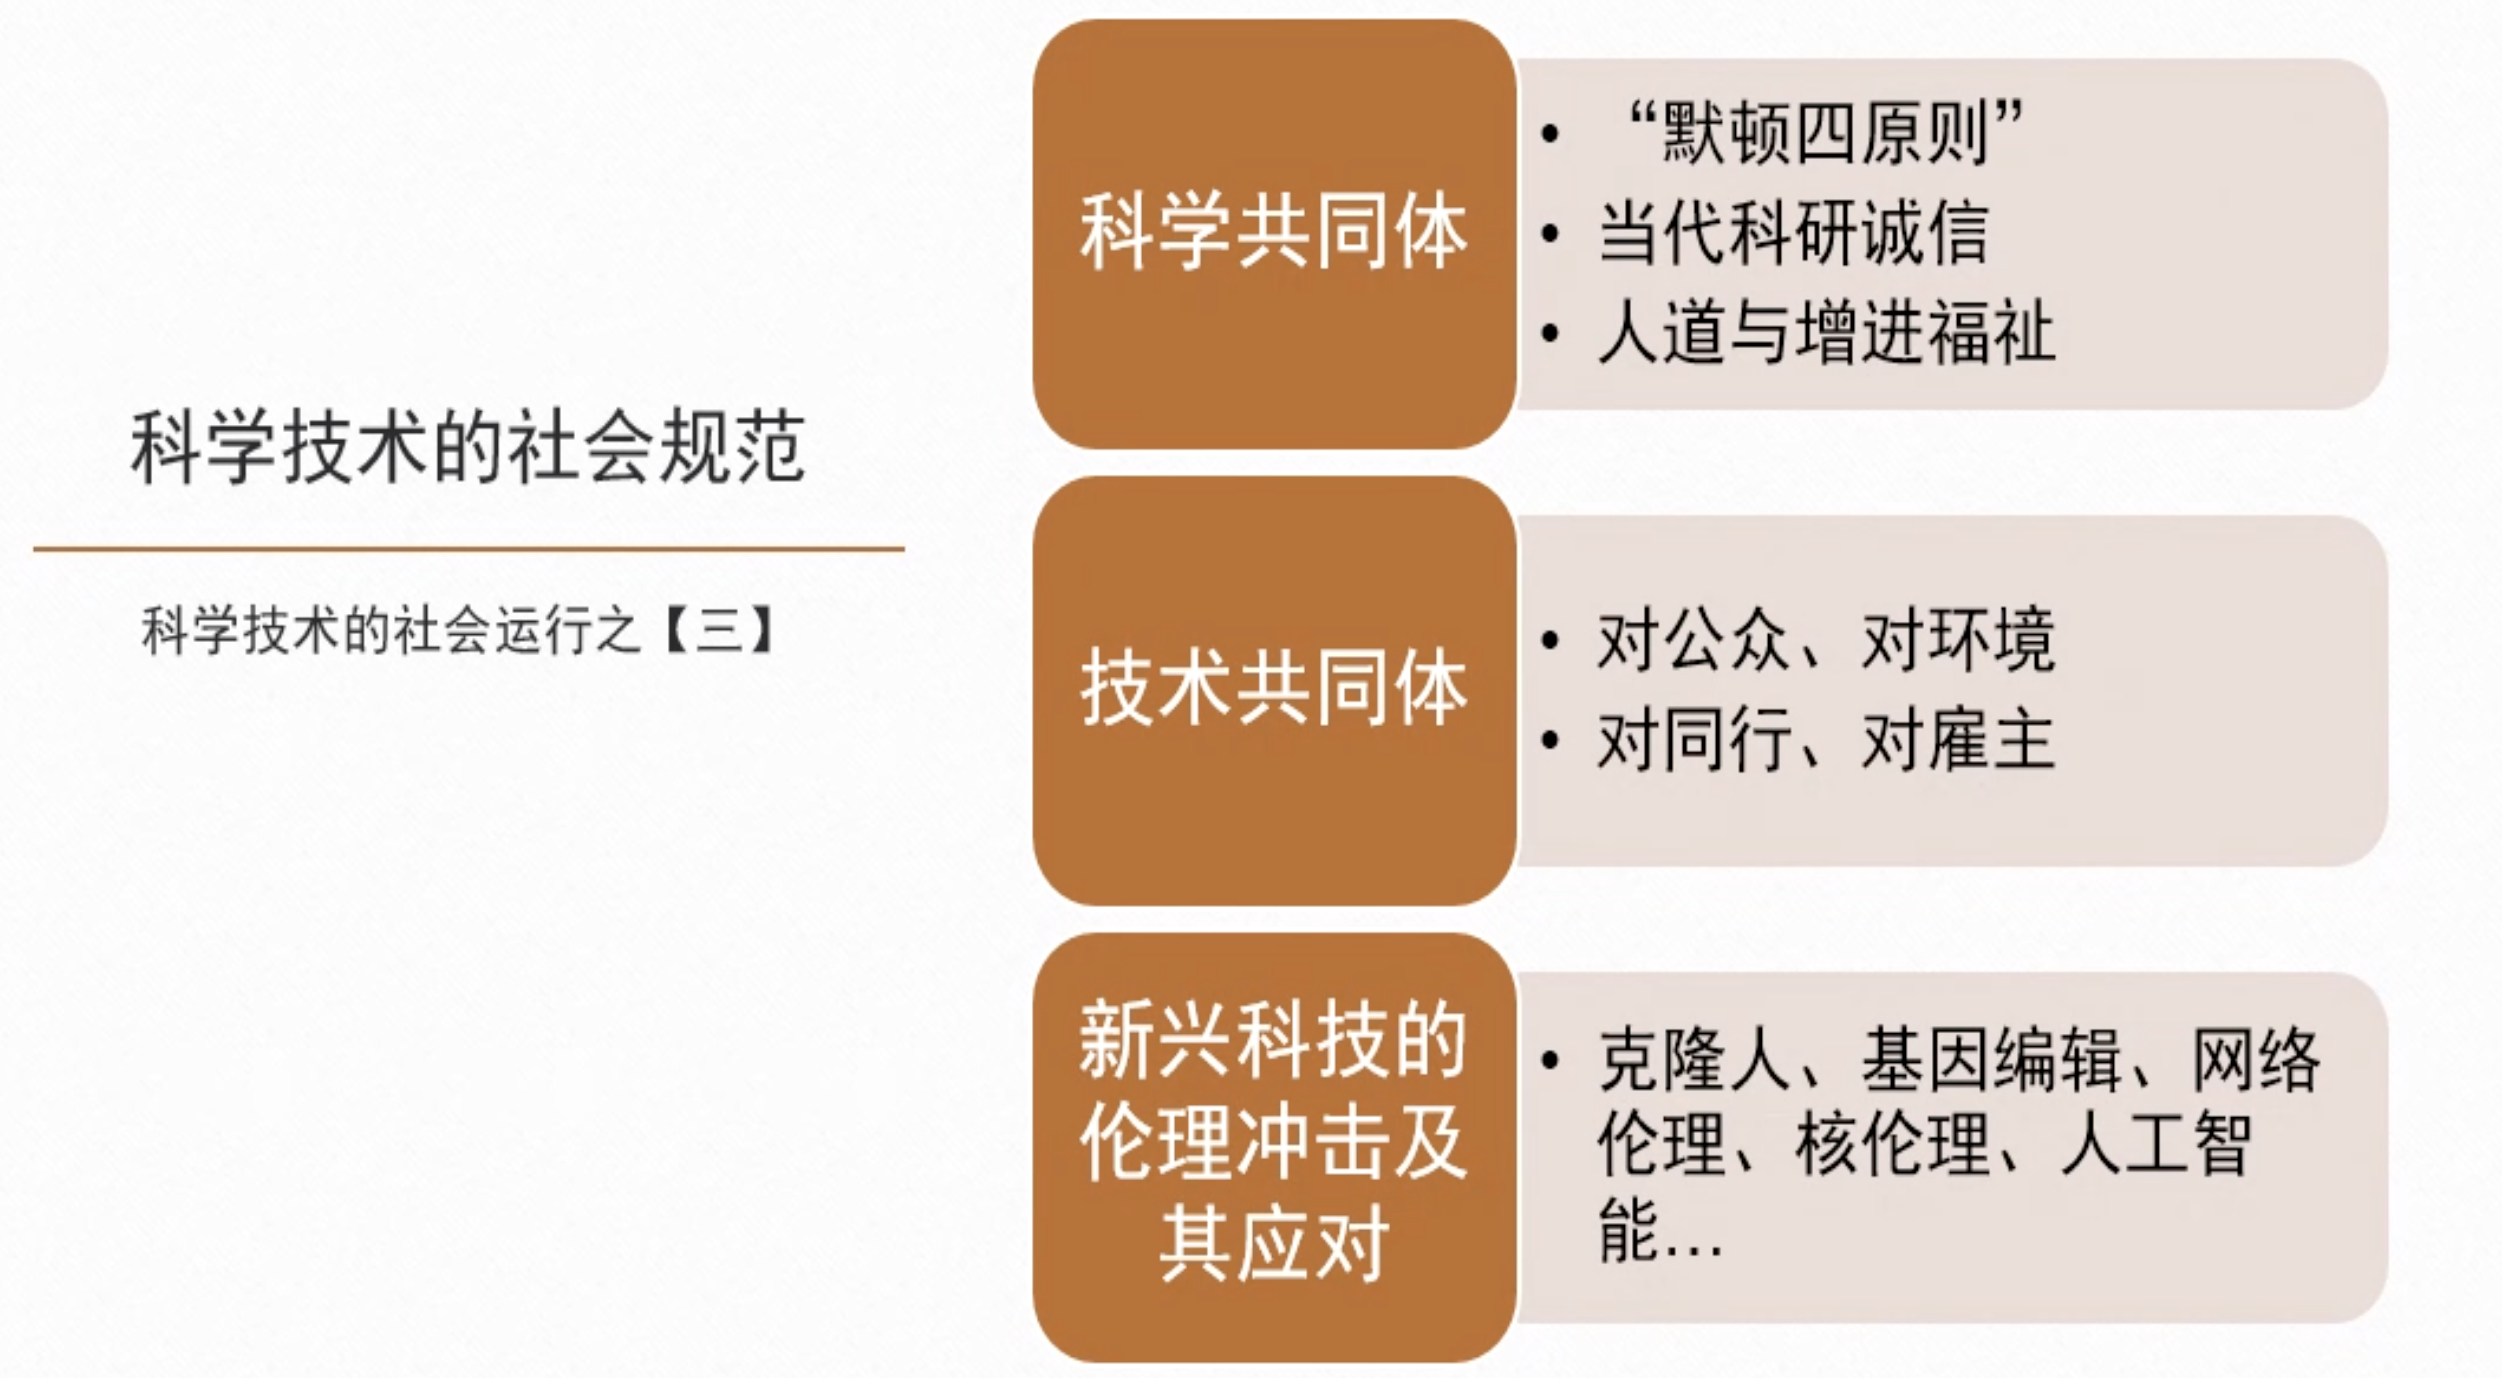 科学技术的社会规范
科学技术的社会运行之【三】
科学共同体
• “默顿四原则”
• 当代科研诚信
• 人道与增进福祉
技术共同体
• 对公众、对环境
• 对同行、对雇主
新兴科技的
伦理冲击及
其应对
• 克隆人、基因编辑、网络
伦理、核伦理、人工智
能…